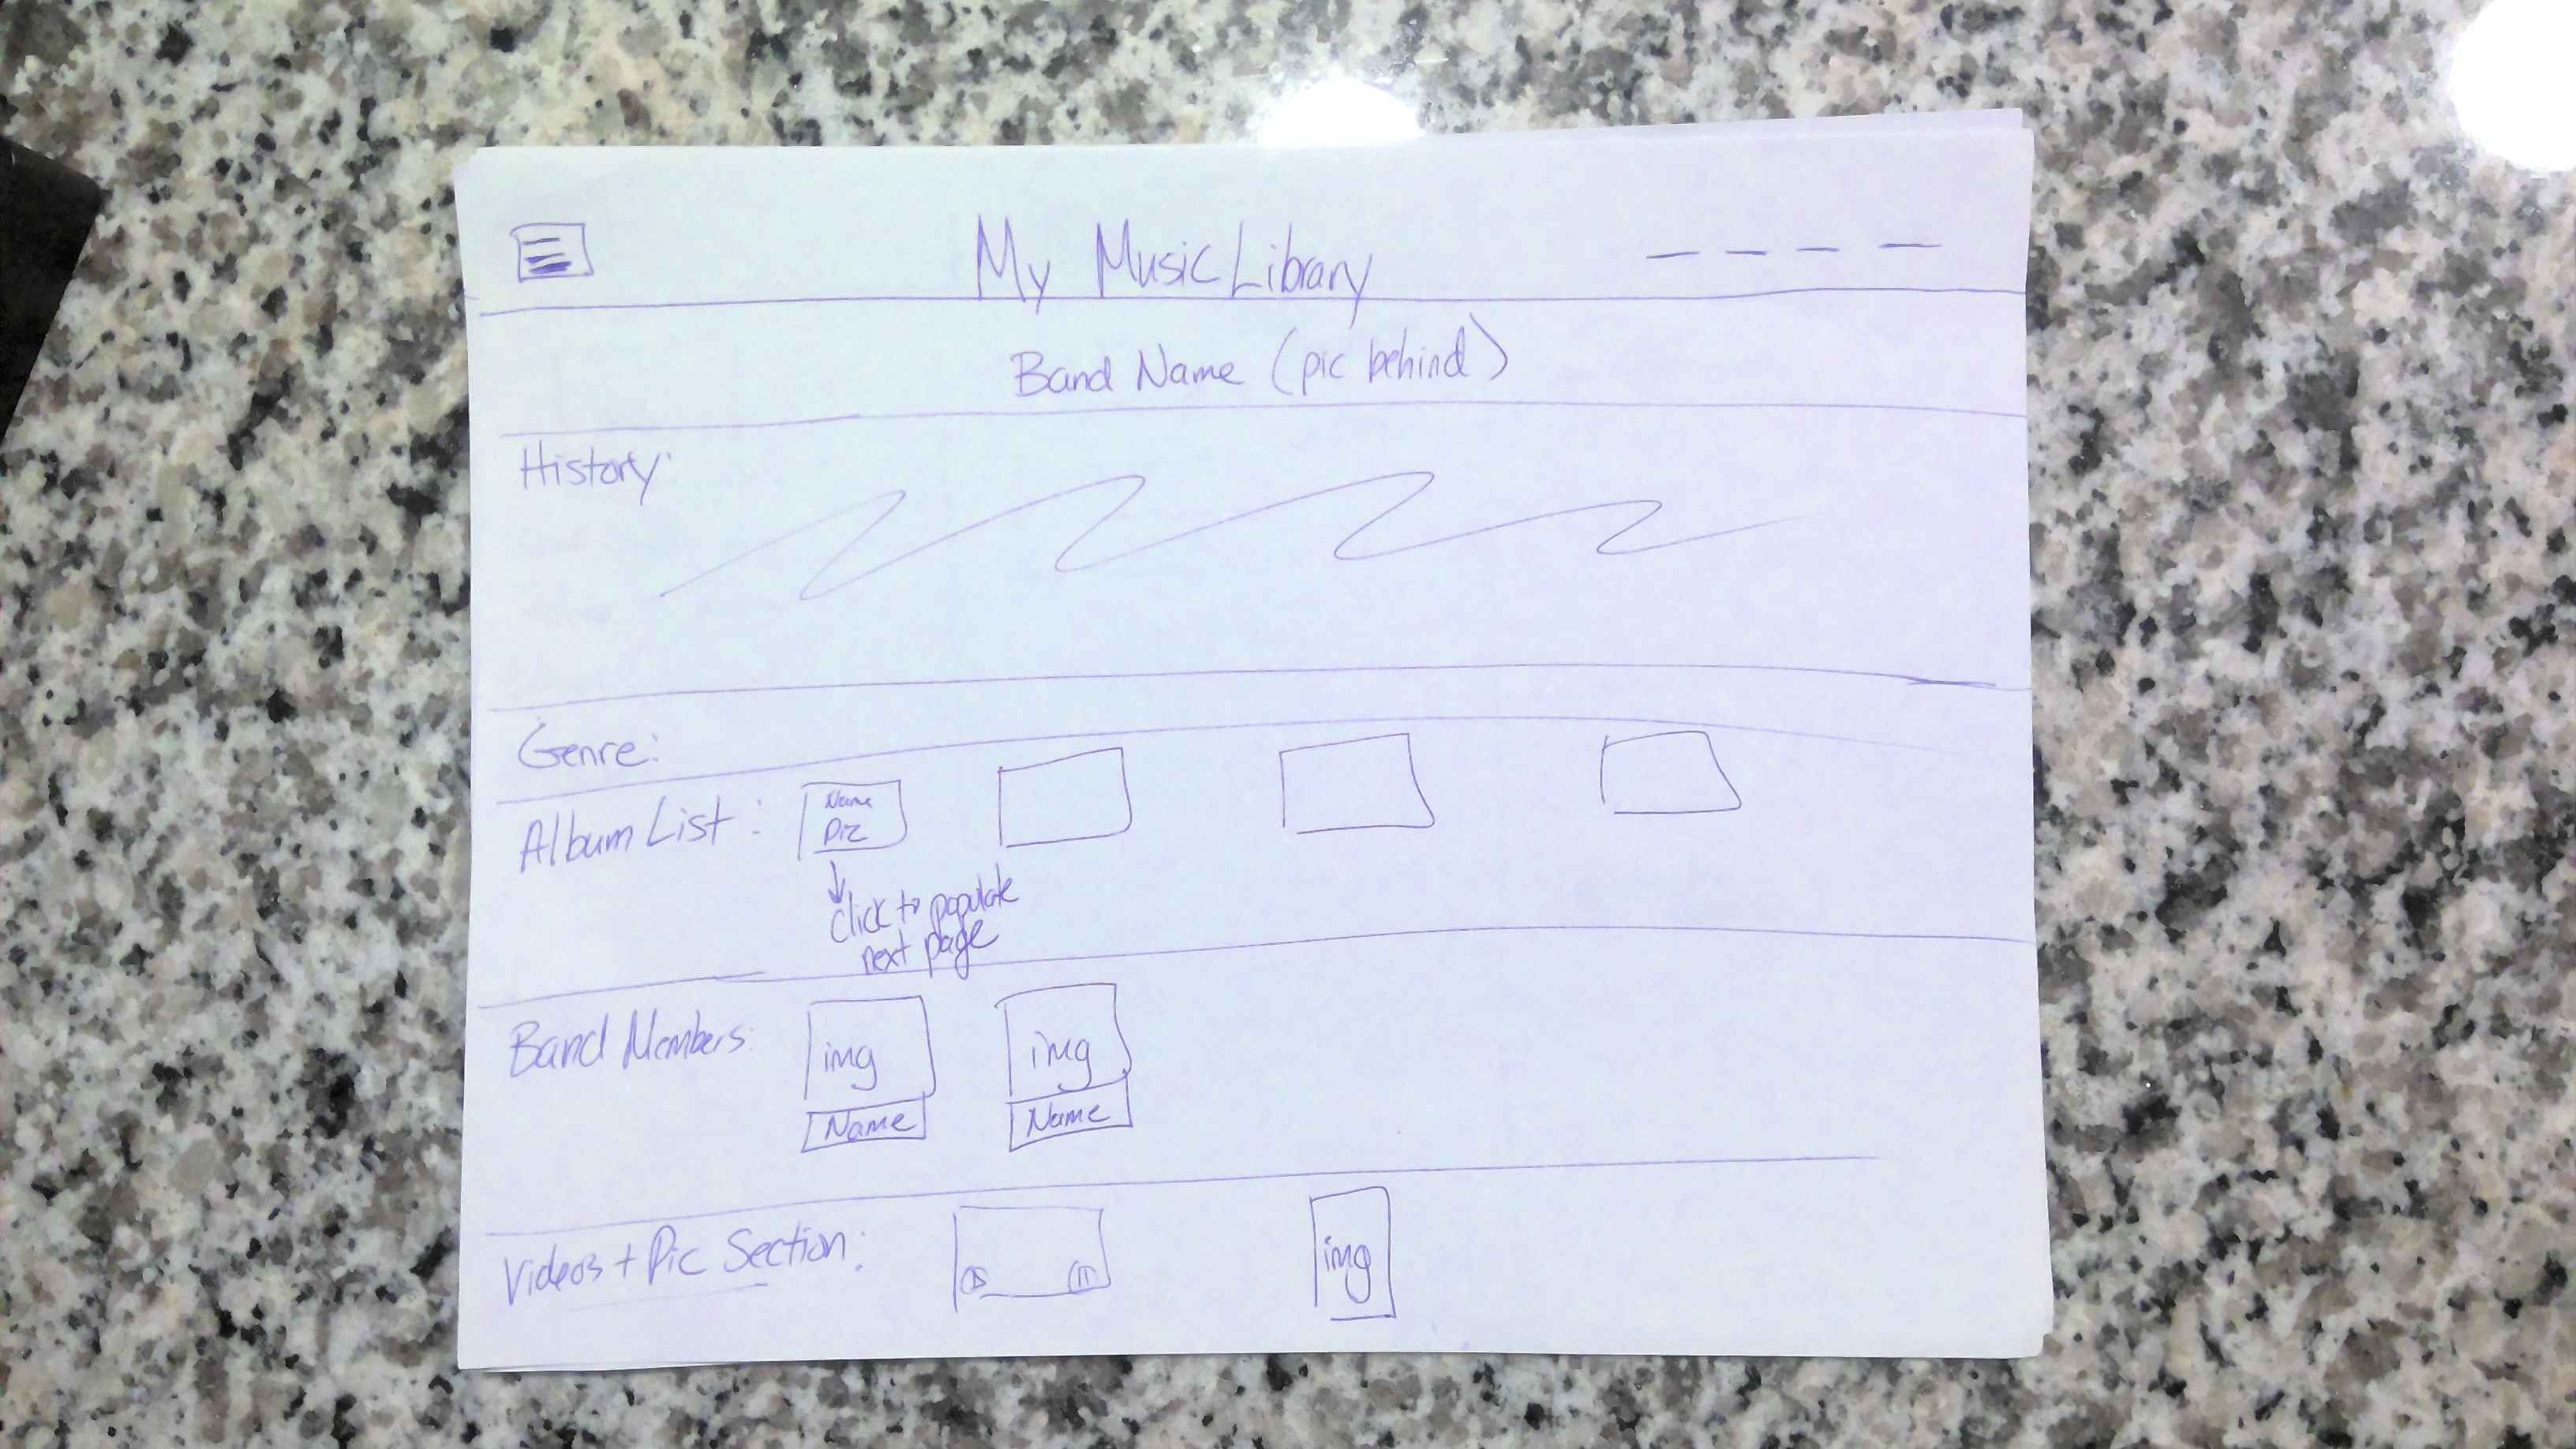 My Music Library
Band Name (pic behind)
History:
Genre:
Album List:
Name
Pic
click to populate
next page
Band Members:
img
Name
img
Name
Videos + Pic Section:
img